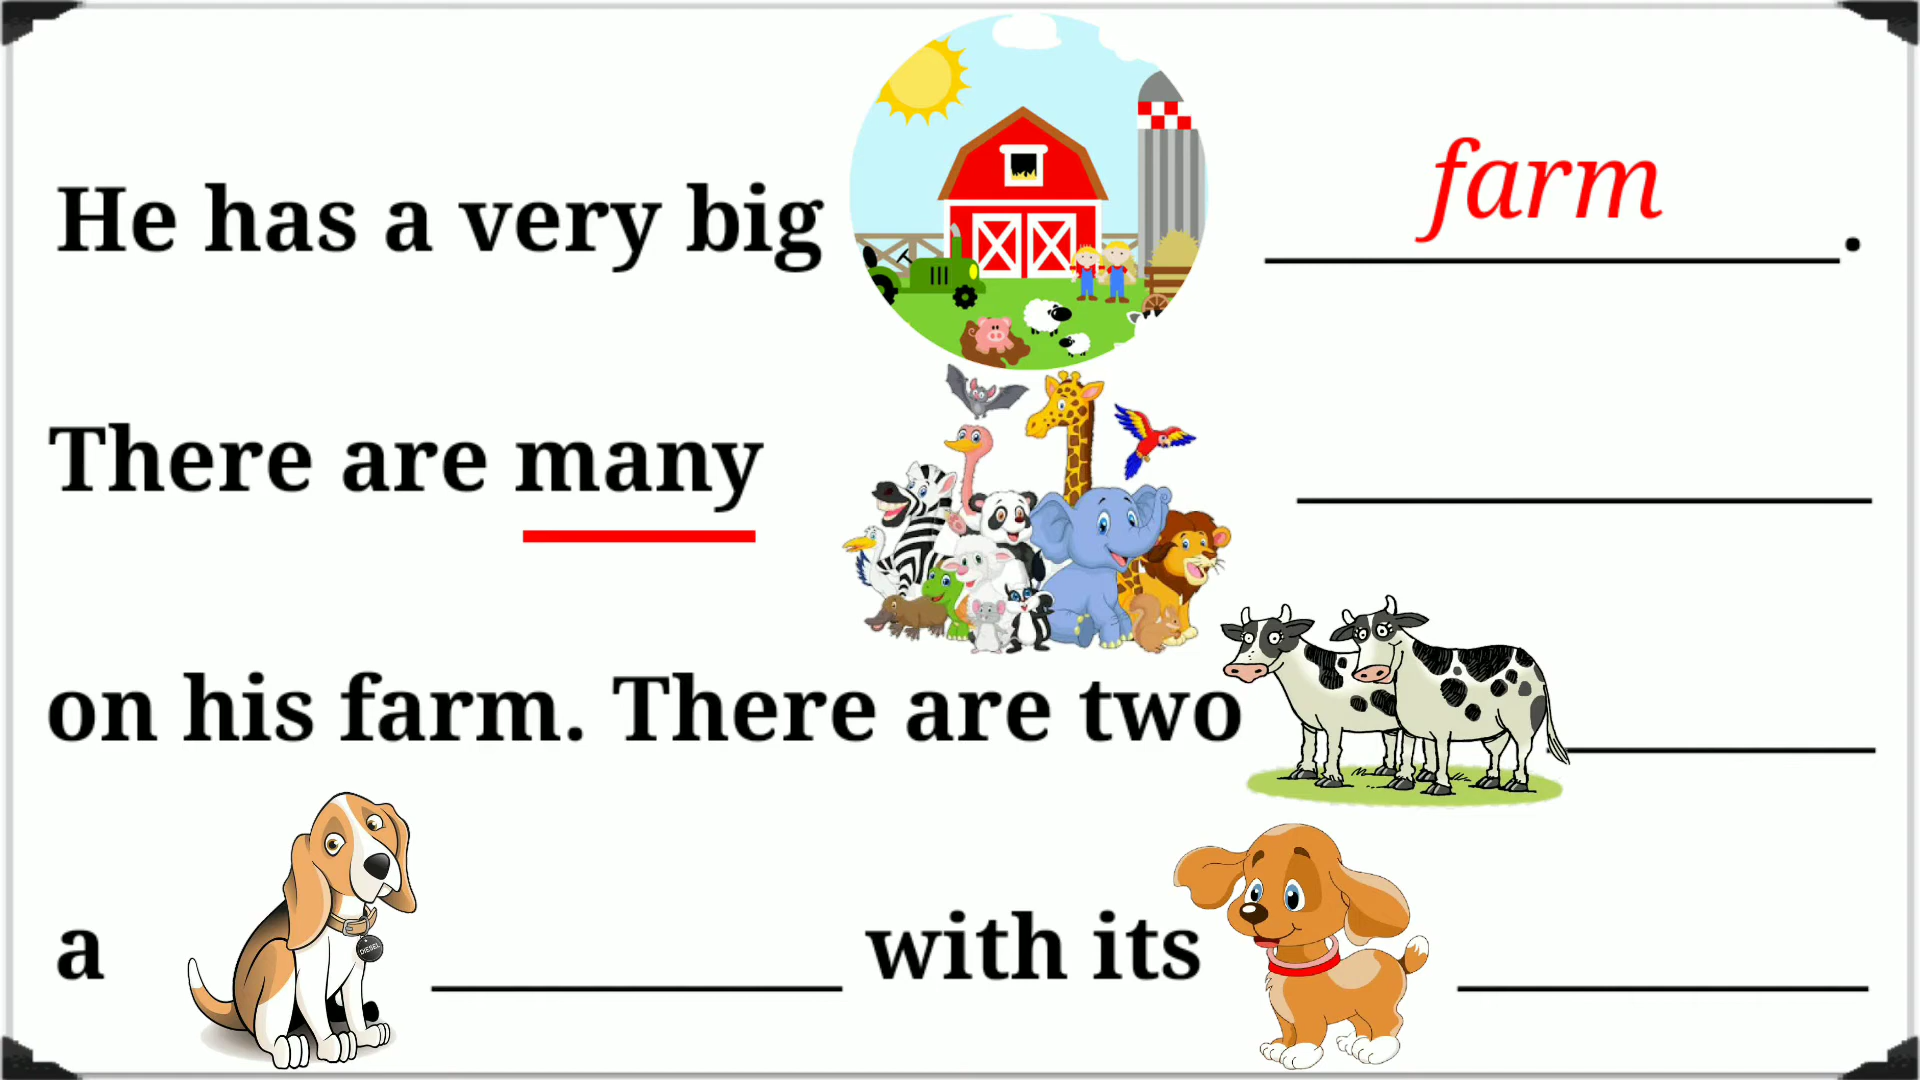 He has a very big farm.
There are many
on his farm. There are two
a with its
DIESEL